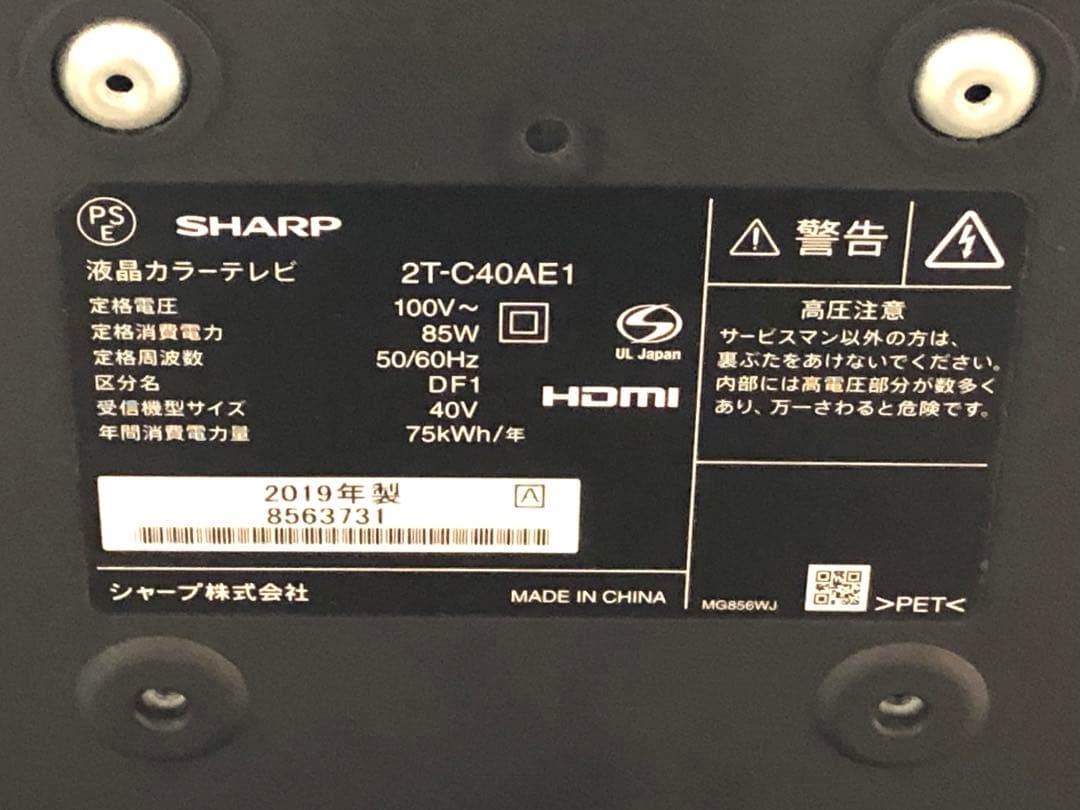 PSE
SHARP
液晶カラーテレビ 2T-C40AE1
定格電圧 100V～
定格消費電力 85W
定格周波数 50/60Hz
区分名 DF1
受信機型サイズ 40V
年間消費電力量 75kWh/年
UL Japan
HDMI
2019年製 A
8563731
シャープ株式会社 MADE IN CHINA
警告
高圧注意
サービスマン以外の方は、
裏ぶたをあけないでください。
内部には高電圧部分が数多く
あり、万一さわると危険です。
MG856WJ >PET<